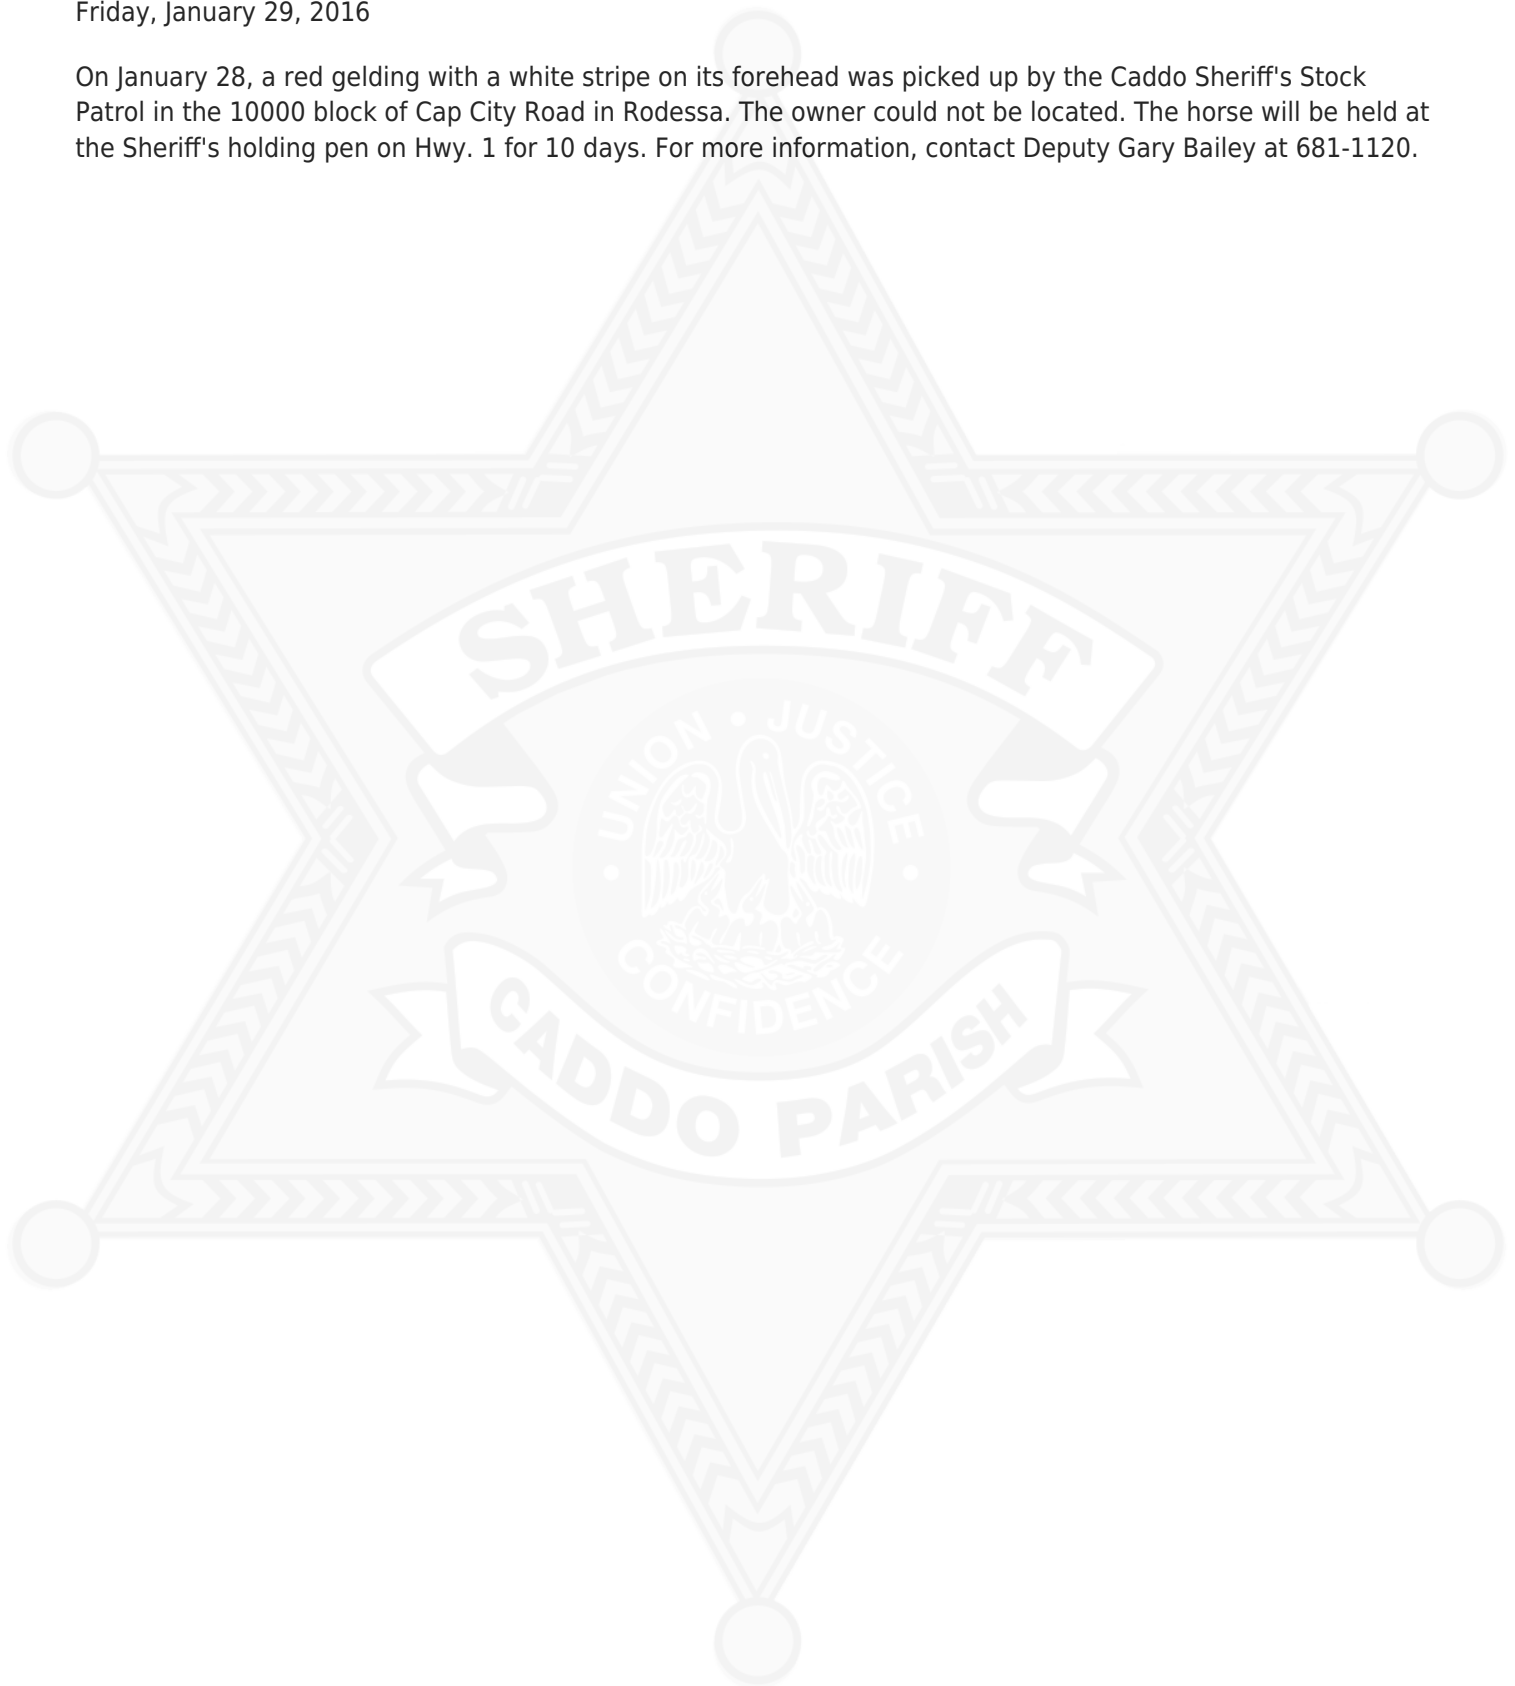 Friday, January 29, 2016
On January 28, a red gelding with a white stripe on its forehead was picked up by the Caddo Sheriff's Stock
Patrol in the 10000 block of Cap City Road in Rodessa. The owner could not be located. The horse will be held at
the Sheriff's holding pen on Hwy. 1 for 10 days. For more information, contact Deputy Gary Bailey at 681-1120.
SHERIFF
UNION • JUSTICE
• CONFIDENCE •
CADDO PARISH